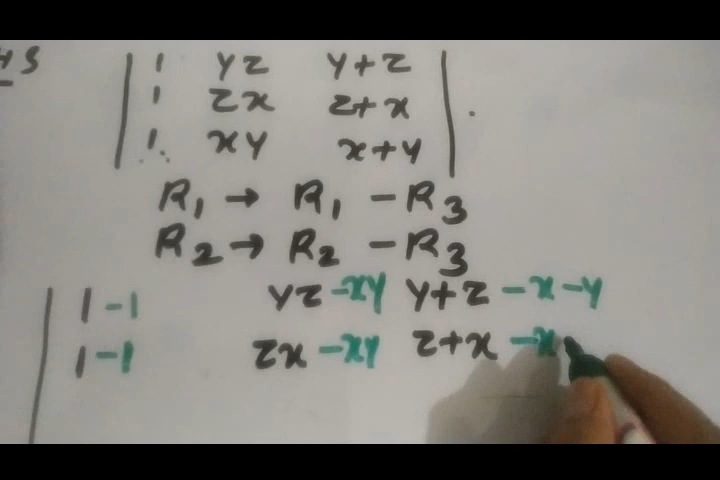 HS
1 yz y+z
1 zx z+x .
1 xy x+y
R1 → R1 - R3
R2 → R2 - R3
1-1 yz-xy y+z-x-y
1-1 zx-xy z+x-x